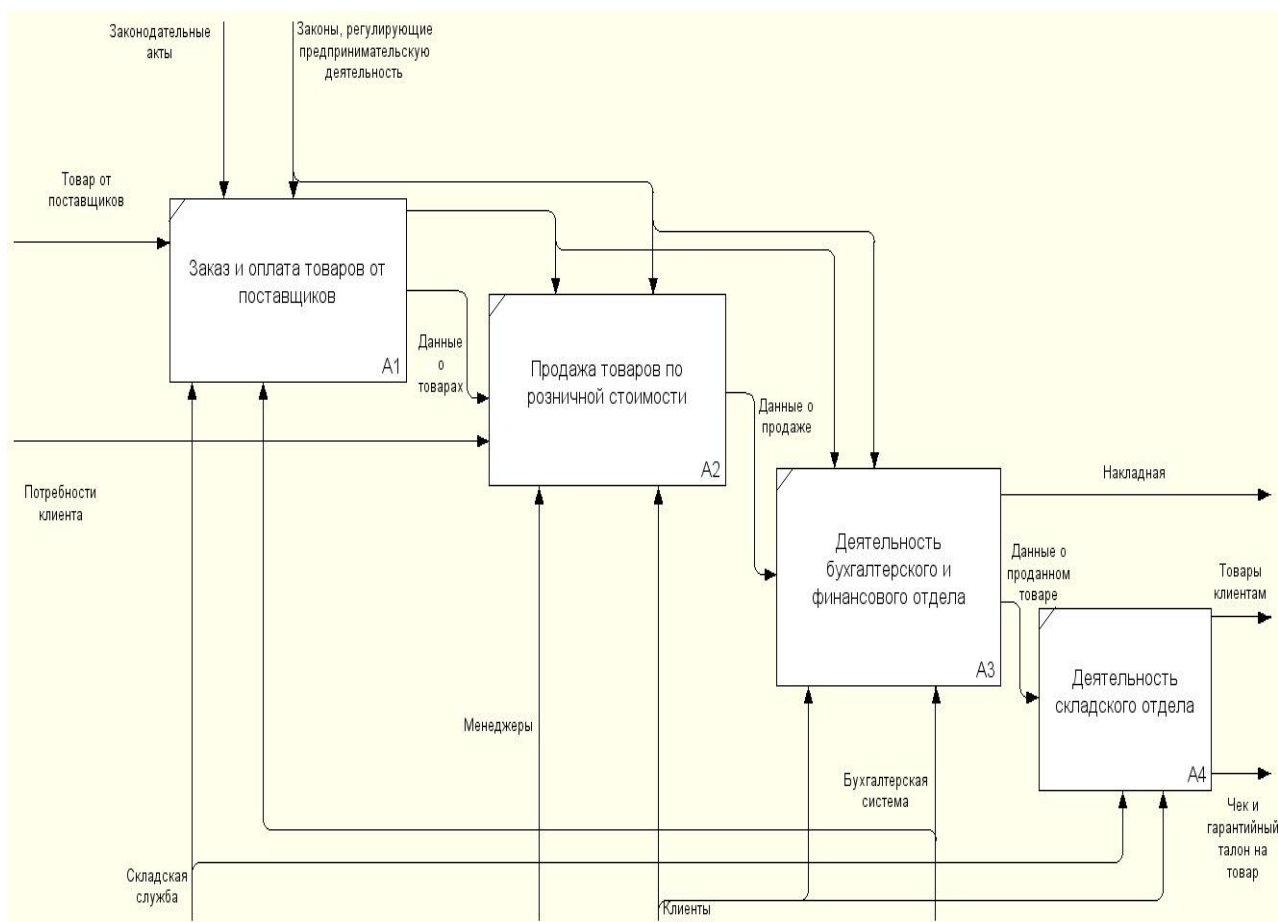 Законодательные
акты
Законы, регулирующие
предпринимательскую
деятельность
Товар от
поставщиков
Заказ и оплата товаров от
поставщиков
A1
Данные
о
товарах
Продажа товаров по
розничной стоимости
A2
Данные о
продаже
Потребности
клиента
Накладная
Деятельность
бухгалтерского и
финансового отдела
A3
Данные о
проданном
товаре
Товары
клиентам
Деятельность
складского отдела
A4
Менеджеры
Бухгалтерская
система
Чек и
гарантийный
талон на
товар
Складская
служба
Клиенты